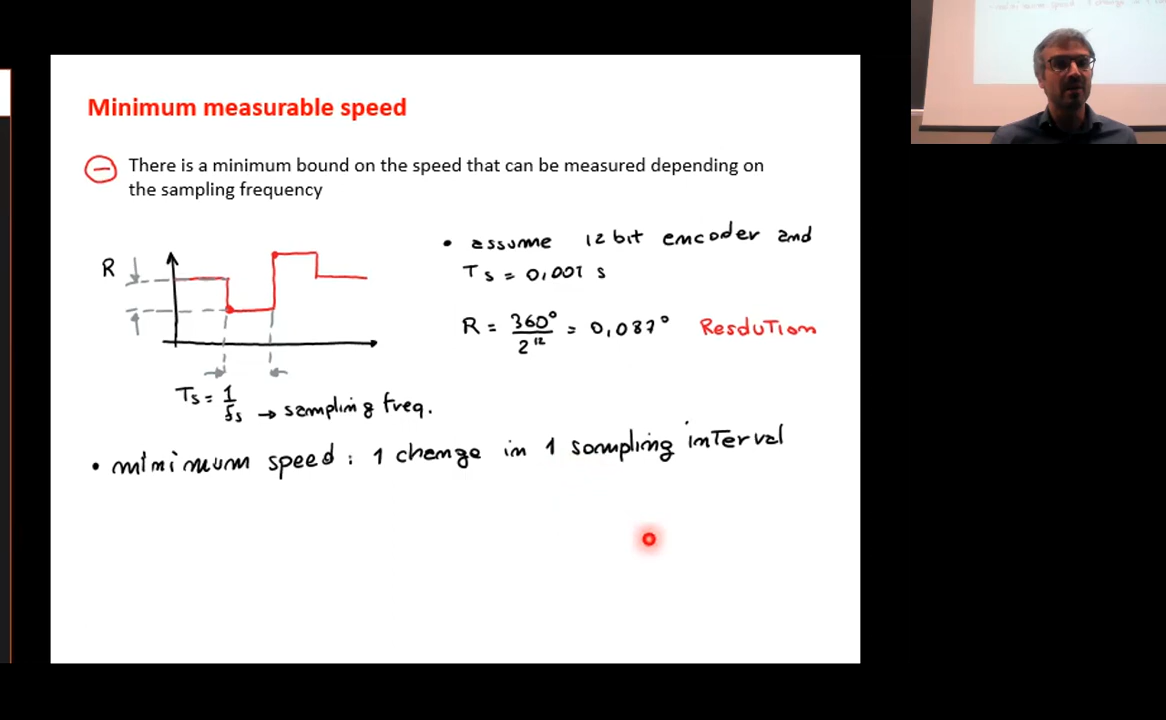 Minimum measurable speed
There is a minimum bound on the speed that can be measured depending on
the sampling frequency
• assume 12 bit encoder and
Ts = 0,001 s
R
R = 360° / 2^12 = 0,087° Resolution
Ts = 1 / fs → sampling freq.
• minimum speed : 1 change in 1 sampling interval